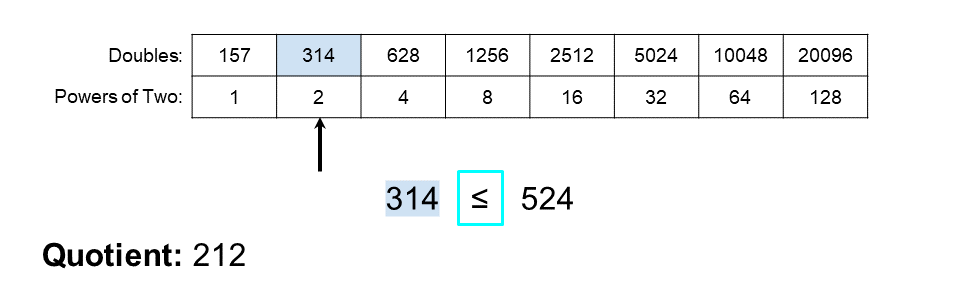 Doubles: 157 314 628 1256 2512 5024 10048 20096
Powers of Two: 1 2 4 8 16 32 64 128
314 ≤ 524
Quotient: 212